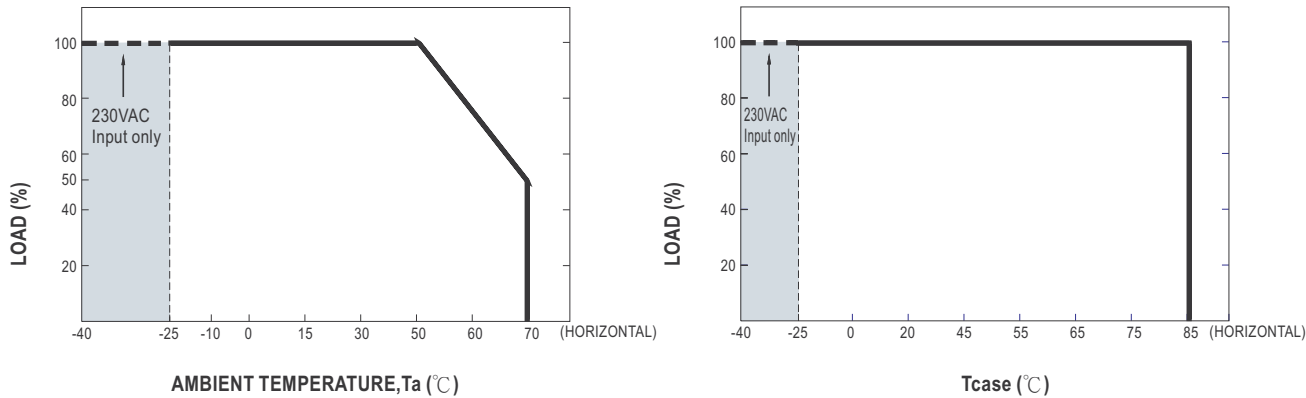 100
80
60
50
40
20
LOAD (%)
230VAC
Input only
-40 -25 -10 0 15 30 50 60 70 (HORIZONTAL)
AMBIENT TEMPERATURE,Ta (℃)
100
80
60
40
20
LOAD (%)
230VAC
Input only
-40 -25 0 20 45 55 65 75 85 (HORIZONTAL)
Tcase (℃)